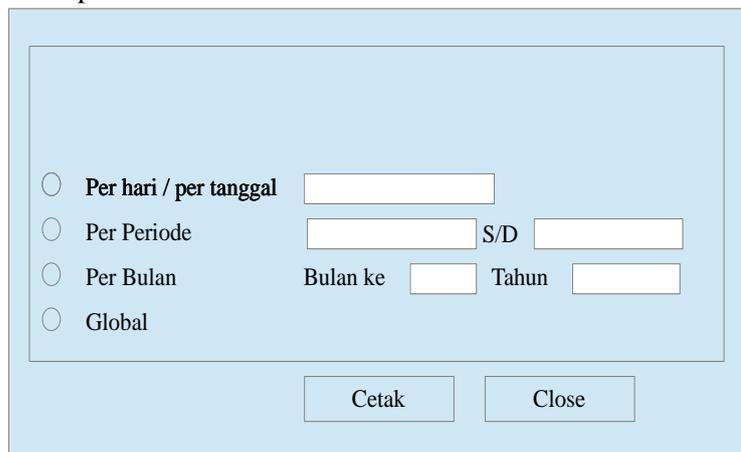 Per hari / per tanggal
Per Periode S/D
Per Bulan Bulan ke Tahun
Global
Cetak Close